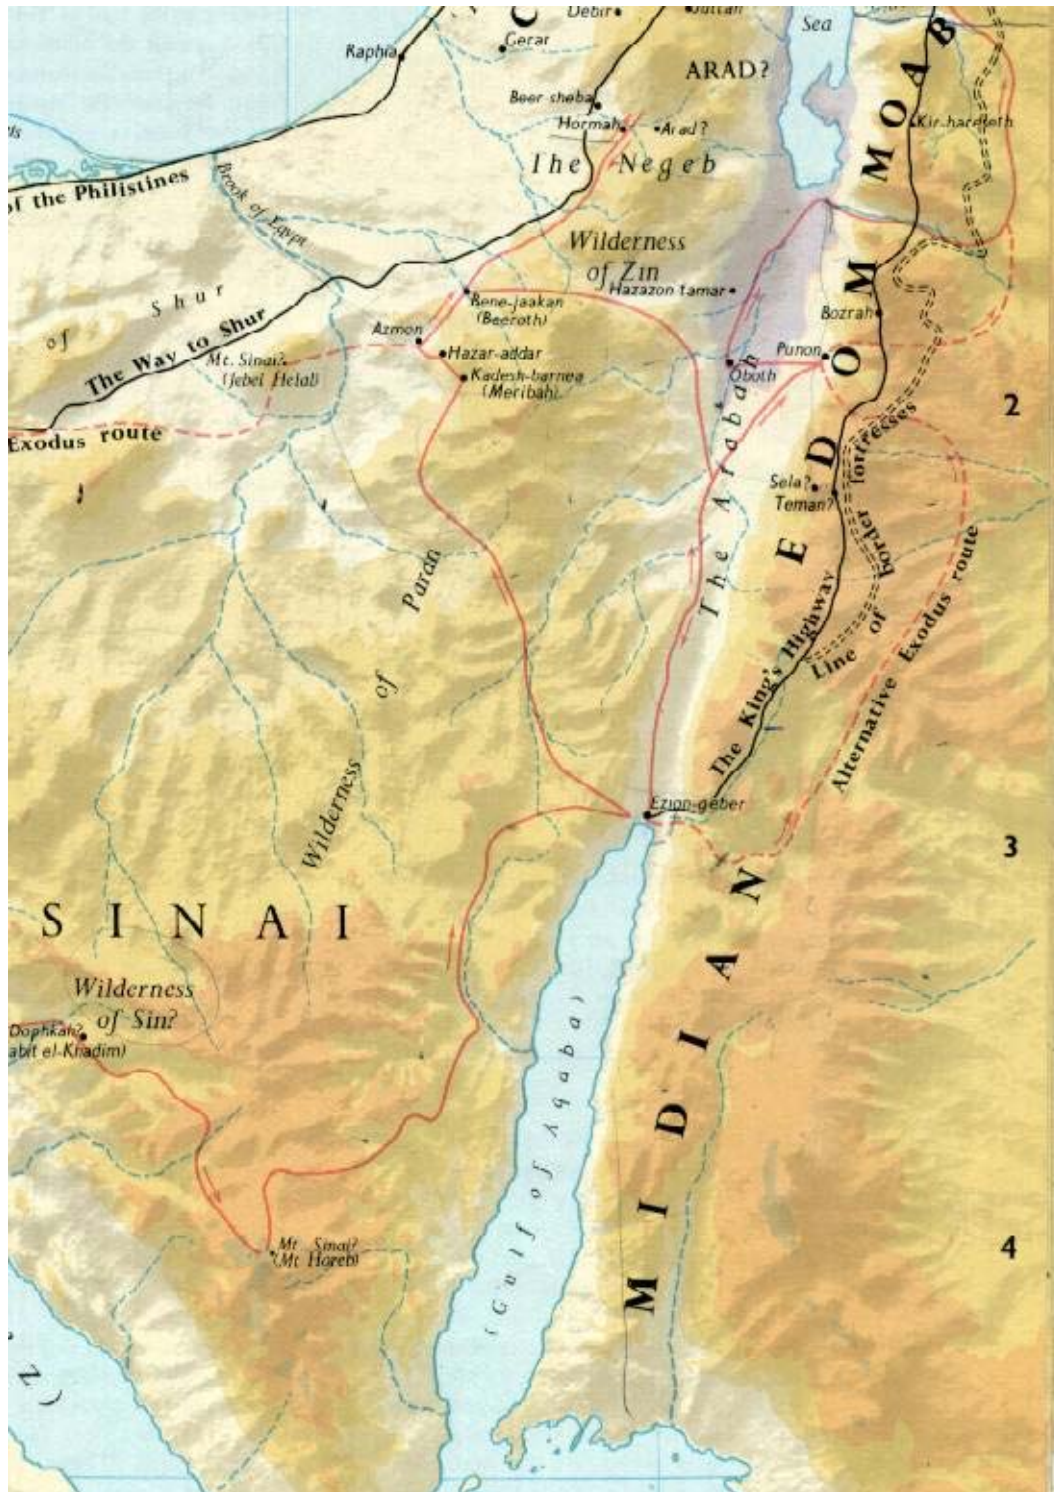 Debir
Juttah
Sea
C
Raphia
Gerar
ARAD?
MOAB
Beer sheba
Hormah
Arad?
Kir-hareseth
The Negeb
of the Philistines
Brook of Egypt
Wilderness
of Zin
Hazazon tamar
Bene-jaakan
(Beeroth)
Shur
of
Bozrah
Azmon
The Way to Shur
Mt. Sinai?
(Jebel Helal)
Hazar-addar
Kadesh-barnea
(Meribah)
Punon
Oboth
2
Exodus route
EDOM
The Arabah
Sela?
Teman?
Line of border fortresses
Paran
of
Wilderness
The King's Highway
Alternative Exodus route
Ezion-geber
3
SINAI
MIDIAN
Wilderness
of Sin?
Dophkah?
abit el-Khadim)
(Gulf of Aqaba)
Mt. Sinai?
(Mt Horeb)
4
Z )